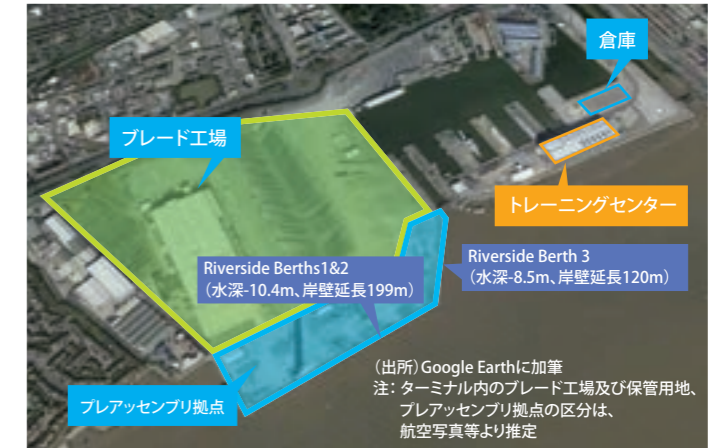 倉庫
ブレード工場
トレーニングセンター
Riverside Berths1&2
（水深-10.4m、岸壁延長199m）
Riverside Berth 3
（水深-8.5m、岸壁延長120m）
プレアッセンブリ拠点
（出所）Google Earthに加筆
注： ターミナル内のブレード工場及び保管用地、
プレアッセンブリ拠点の区分は、
航空写真等より推定